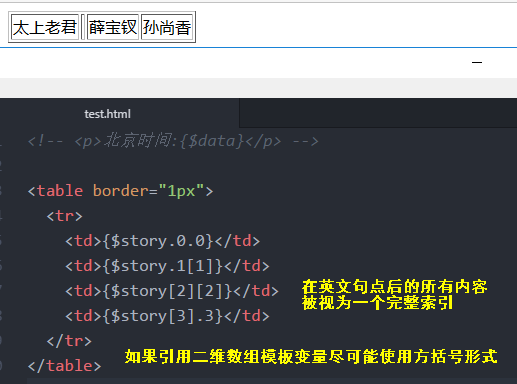 太上老君 薛宝钗 孙尚香
test.html
<!-- <p>北京时间:{$data}</p> -->
<table border="1px">
<tr>
<td>{$story.0.0}</td>
<td>{$story.1[1]}</td>
<td>{$story[2][2]}</td>
<td>{$story[3].3}</td>
</tr>
</table>
在英文句点后的所有内容
被视为一个完整索引
如果引用二维数组模板变量尽可能使用方括号形式